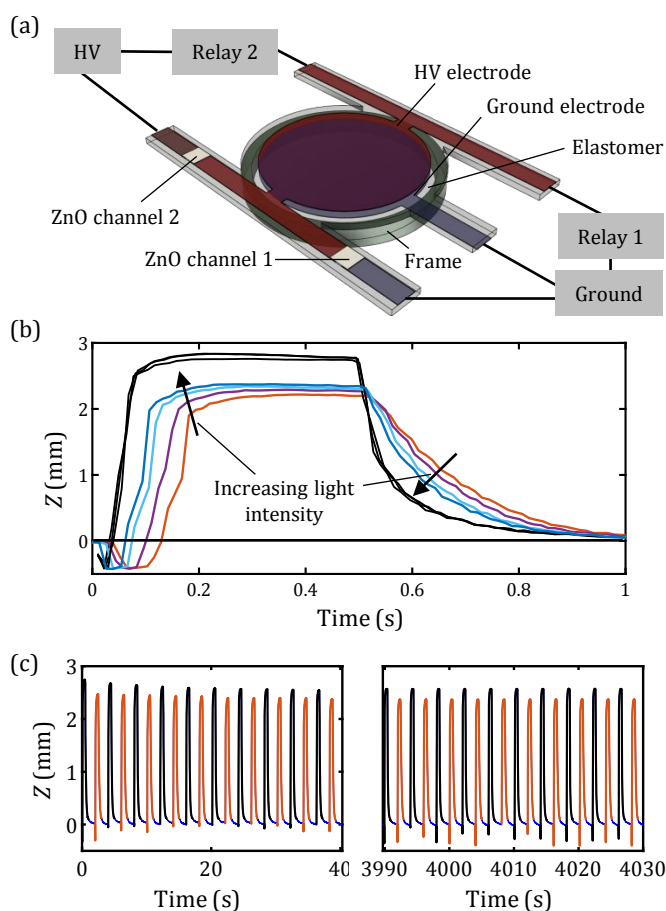 (a)
HV
Relay 2
HV electrode
Ground electrode
Elastomer
ZnO channel 2
ZnO channel 1
Frame
Relay 1
Ground
(b)
3
2
1
0
Z (mm)
Increasing light
intensity
0 0.2 0.4 0.6 0.8 1
Time (s)
(c)
3
2
1
0
Z (mm)
0 20 40
Time (s)
3990 4000 4010 4020 4030
Time (s)